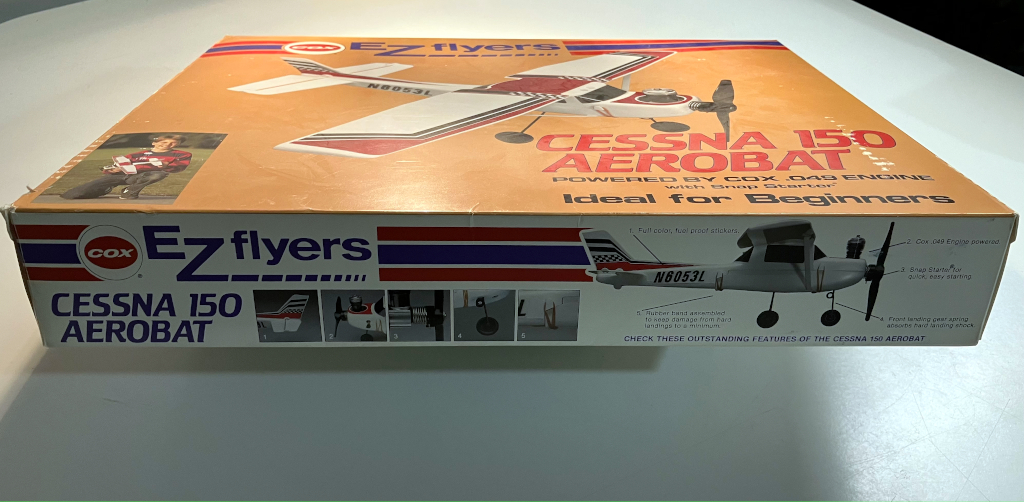 COX EZ flyers
N6053L
CESSNA 150
AEROBAT
POWERED BY COX .049 ENGINE
with Snap Starter
Ideal for Beginners
COX ® EZ flyers
CESSNA 150
AEROBAT
1 2 3 4 5
1. Full color, fuel proof stickers.
N6053L
2. Cox .049 Engine powered
3. Snap Starter® for
quick, easy starting.
4. Front landing gear spring
absorbs hard landing shock.
5. Rubber band assembled
to keep damage from hard
landings to a minimum.
CHECK THESE OUTSTANDING FEATURES OF THE CESSNA 150 AEROBAT